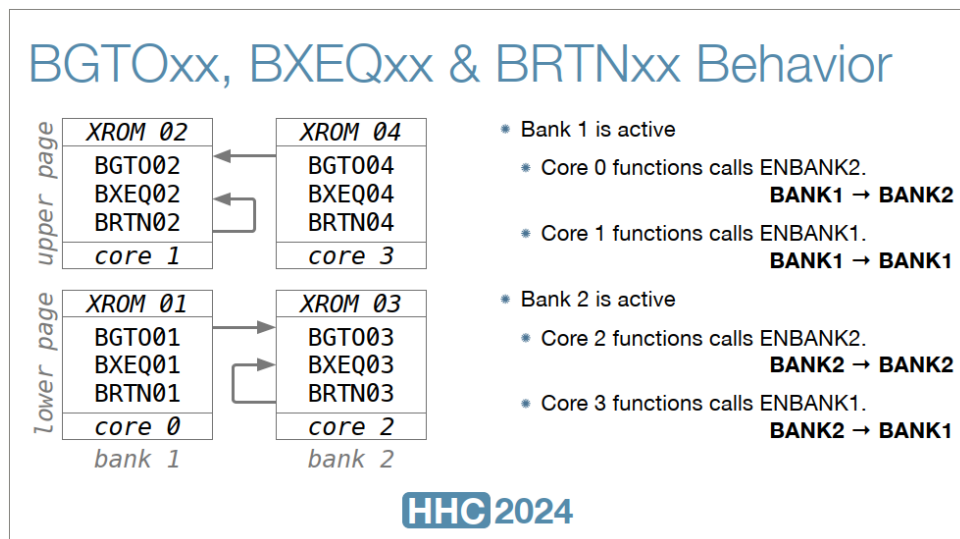 BGTOxx, BXEQxx & BRTNxx Behavior
upper page
XROM 02
BGTO02
BXEQ02
BRTN02
core 1
XROM 04
BGTO04
BXEQ04
BRTN04
core 3
lower page
XROM 01
BGTO01
BXEQ01
BRTN01
core 0
bank 1
XROM 03
BGTO03
BXEQ03
BRTN03
core 2
bank 2
Bank 1 is active
Core 0 functions calls ENBANK2.
BANK1 → BANK2
Core 1 functions calls ENBANK1.
BANK1 → BANK1
Bank 2 is active
Core 2 functions calls ENBANK2.
BANK2 → BANK2
Core 3 functions calls ENBANK1.
BANK2 → BANK1
HHC 2024